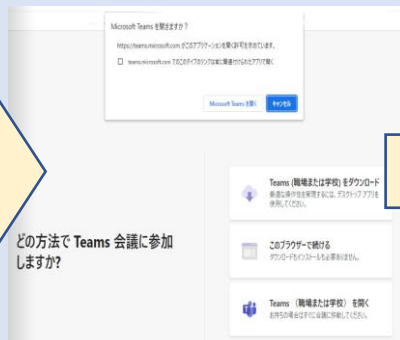 Microsoft Teams を開きますか?
https://teams.microsoft.com がこのアプリケーションを開く許可を求めています。
teams.microsoft.com でのこのタイプのリンクは常に関連付けられたアプリで開く
Microsoft Teams を開く
キャンセル
どの方法で Teams 会議に参加
しますか?
Teams (職場または学校) をダウンロード
最適な操作性を実現するには、デスクトップ アプリを
使用してください。
このブラウザーで続ける
ダウンロードもインストールも必要ありません。
Teams (職場または学校) を開く
お持ちの場合はすぐに会議に移動してください。